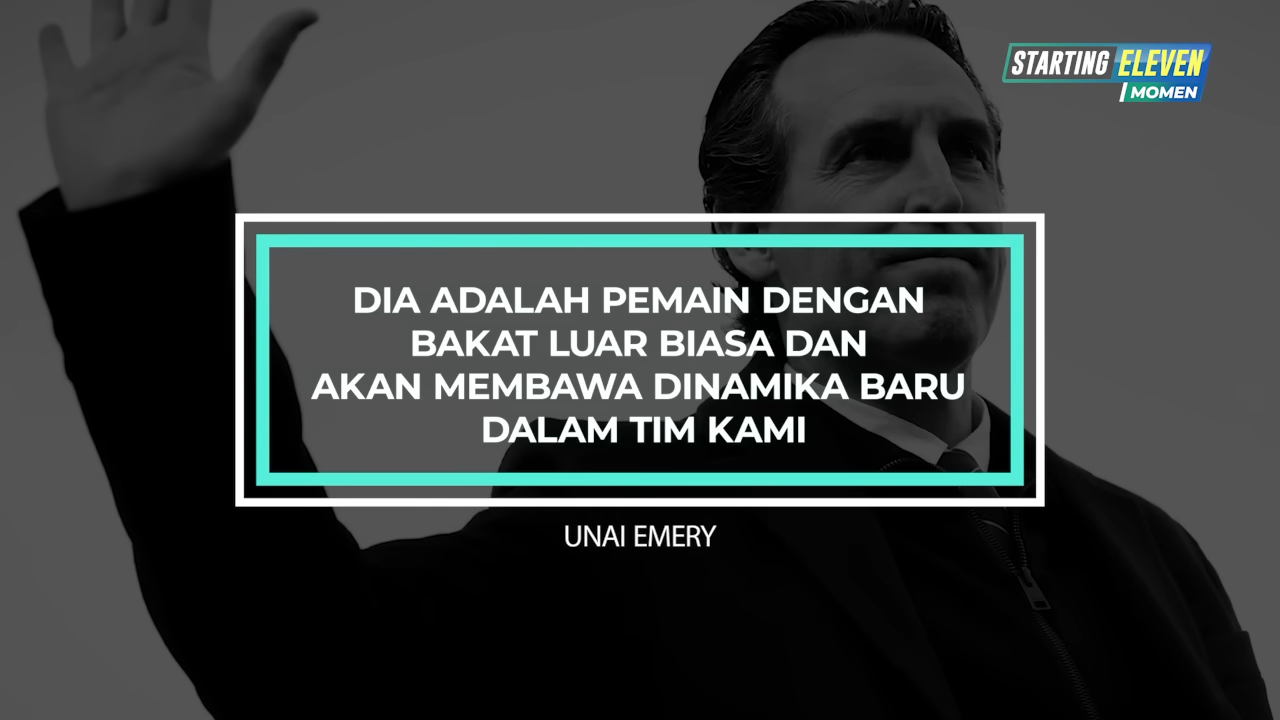 STARTING ELEVEN
MOMEN
DIA ADALAH PEMAIN DENGAN
BAKAT LUAR BIASA DAN
AKAN MEMBAWA DINAMIKA BARU
DALAM TIM KAMI
UNAI EMERY